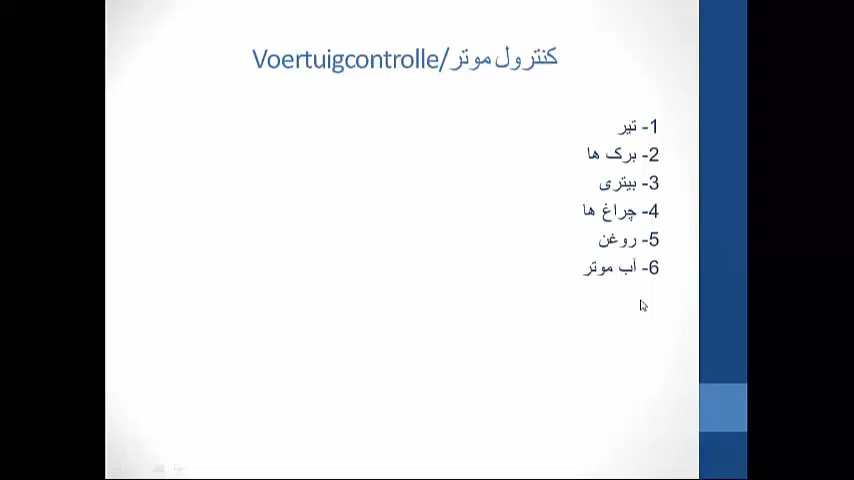 کنترول موتر/Voertuigcontrolle
1- تیر
2- برک ها
3- بیتری
4- چراغ ها
5- روغن
6- آب موتر